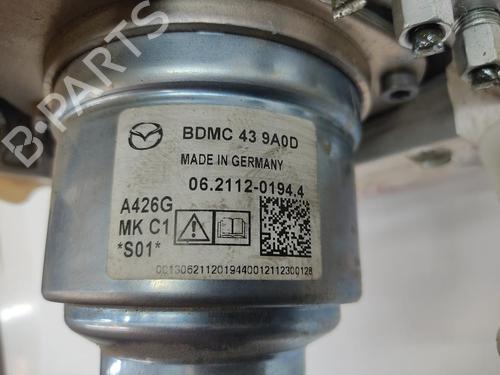 B-PARTS
BDMC 43 9A0D
MADE IN GERMANY
06.2112-0194.4
A426G
MK C1
*S01*
0013062112019440012112300128